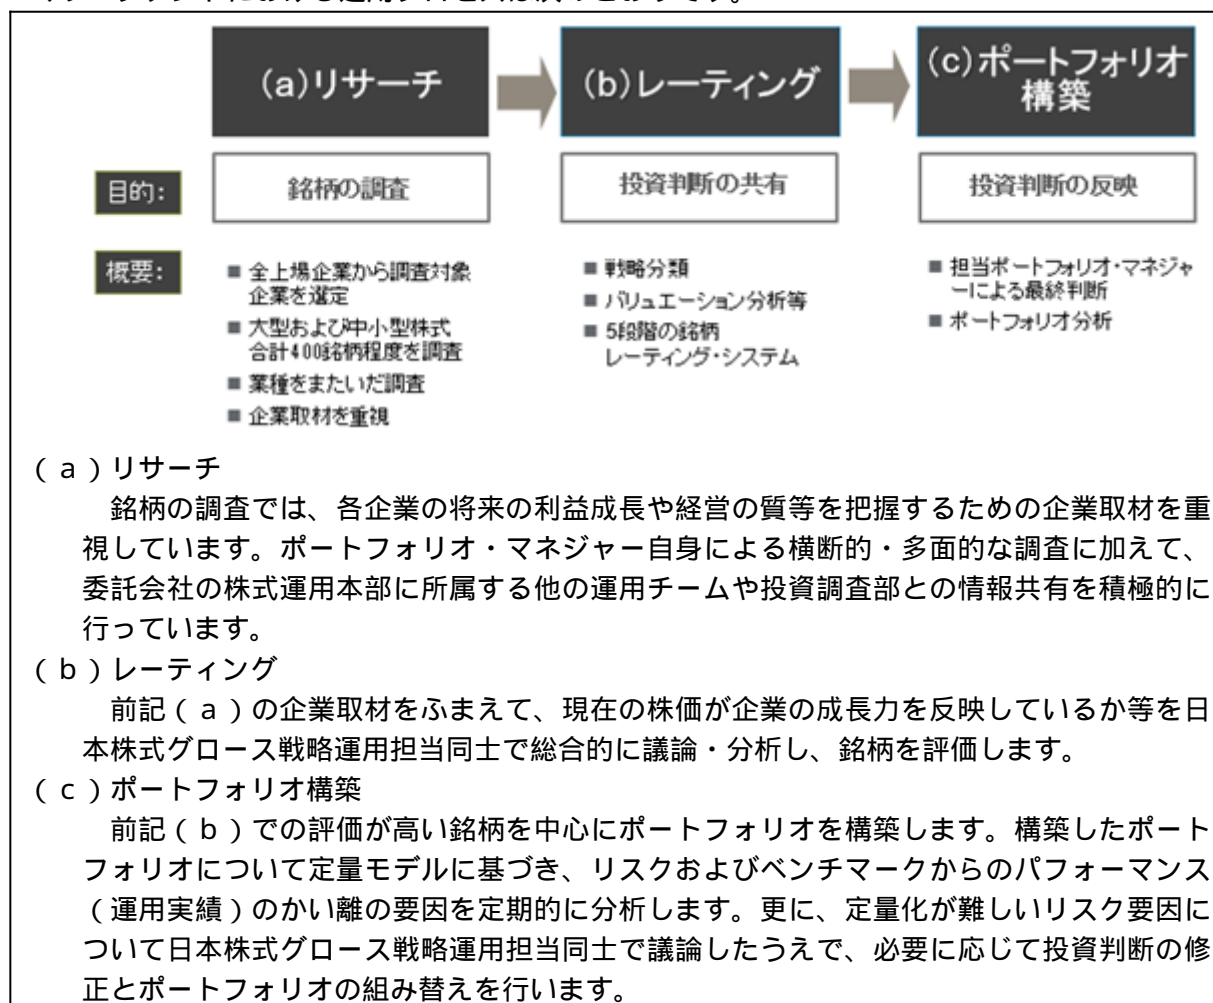 (a)リサーチ
(b)レーティング
(c)ポートフォリオ
構築
目的:
銘柄の調査
投資判断の共有
投資判断の反映
概要:
■ 全上場企業から調査対象
企業を選定
■ 大型および中小型株式
合計400銘柄程度を調査
■ 業種をまたいだ調査
■ 企業取材を重視
■ 戦略分類
■ バリュエーション分析等
■ 5段階の銘柄
レーティング・システム
■ 担当ポートフォリオ・マネジャ
ーによる最終判断
■ ポートフォリオ分析
(a)リサーチ
銘柄の調査では、各企業の将来の利益成長や経営の質等を把握するための企業取材を重
視しています。ポートフォリオ・マネジャー自身による横断的・多面的な調査に加えて、
委託会社の株式運用本部に所属する他の運用チームや投資調査部との情報共有を積極的に
行っています。
(b)レーティング
前記(a)の企業取材をふまえて、現在の株価が企業の成長力を反映しているか等を日
本株式グロース戦略運用担当同士で総合的に議論・分析し、銘柄を評価します。
(c)ポートフォリオ構築
前記(b)での評価が高い銘柄を中心にポートフォリオを構築します。構築したポート
フォリオについて定量モデルに基づき、リスクおよびベンチマークからのパフォーマンス
(運用実績)のかい離の要因を定期的に分析します。更に、定量化が難しいリスク要因に
ついて日本株式グロース戦略運用担当同士で議論したうえで、必要に応じて投資判断の修
正とポートフォリオの組み替えを行います。